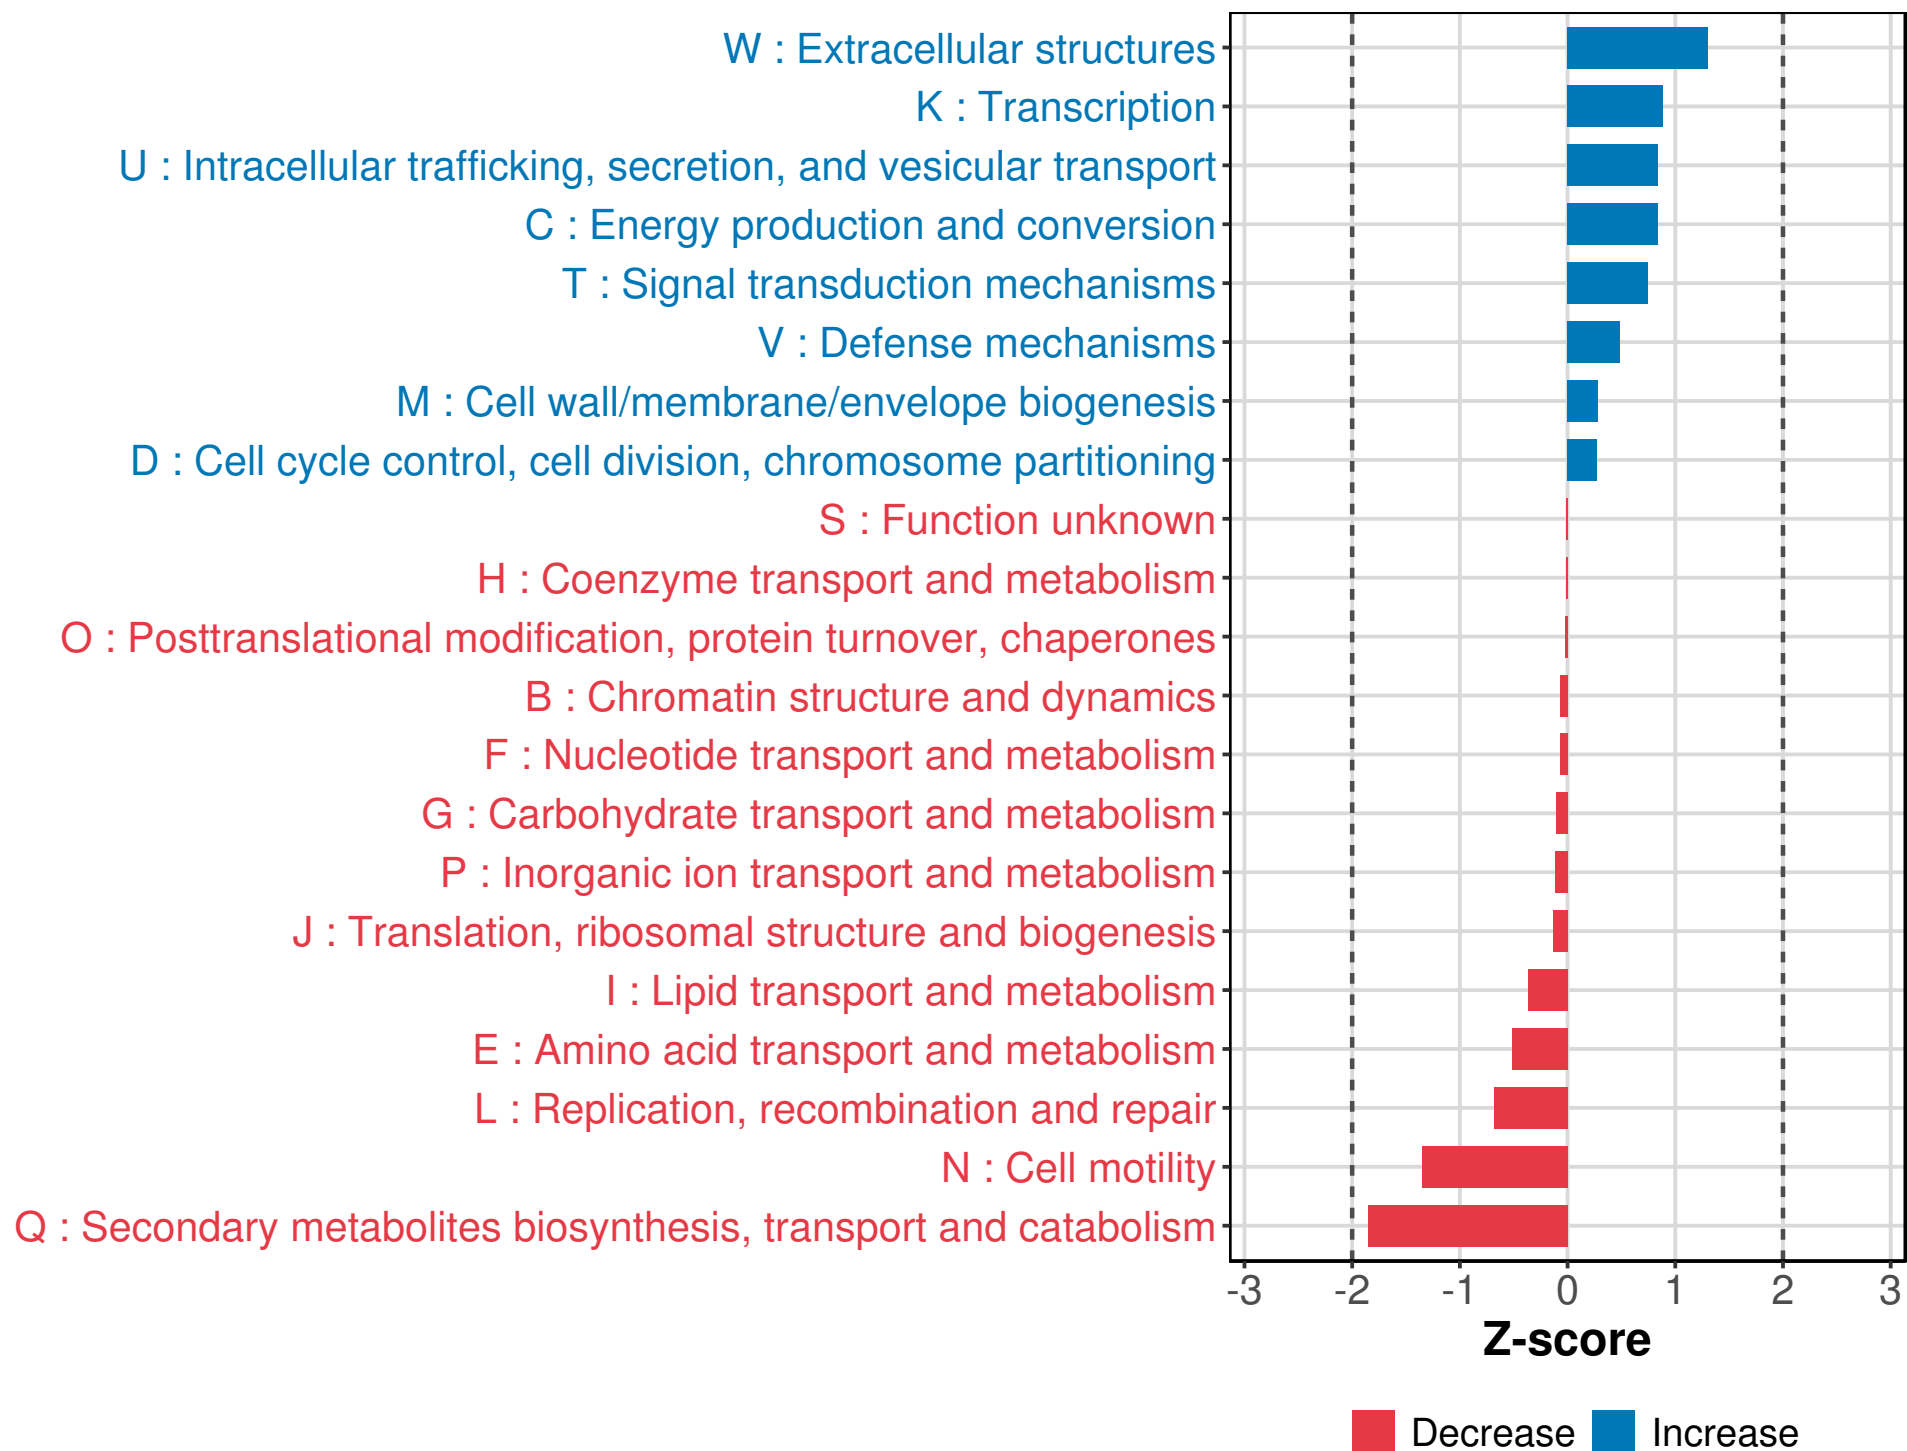 W : Extracellular structures
K : Transcription
U : Intracellular trafficking, secretion, and vesicular transport
C : Energy production and conversion
T : Signal transduction mechanisms
V : Defense mechanisms
M : Cell wall/membrane/envelope biogenesis
D : Cell cycle control, cell division, chromosome partitioning
S : Function unknown
H : Coenzyme transport and metabolism
O : Posttranslational modification, protein turnover, chaperones
B : Chromatin structure and dynamics
F : Nucleotide transport and metabolism
G : Carbohydrate transport and metabolism
P : Inorganic ion transport and metabolism
J : Translation, ribosomal structure and biogenesis
I : Lipid transport and metabolism
E : Amino acid transport and metabolism
L : Replication, recombination and repair
N : Cell motility
Q : Secondary metabolites biosynthesis, transport and catabolism
-3 -2 -1 0 1 2 3
Z-score
Decrease Increase